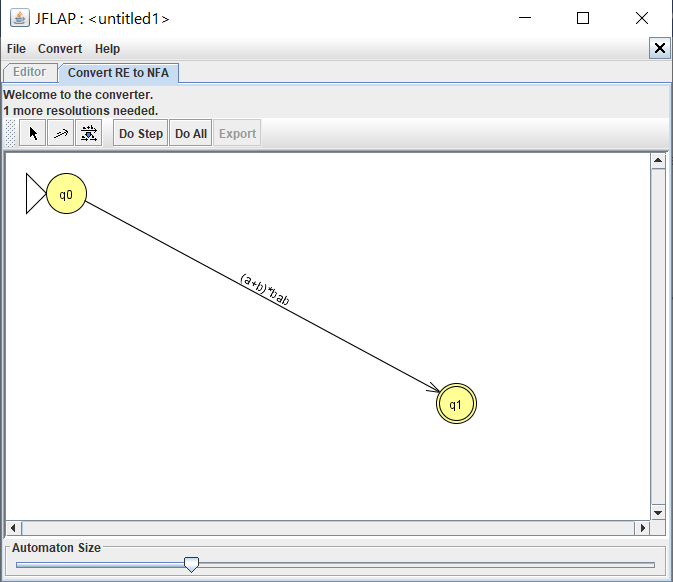 JFLAP : <untitled1>
File Convert Help
Editor Convert RE to NFA
Welcome to the converter.
1 more resolutions needed.
Do Step Do All Export
q0
(a+b)*bab
q1
Automaton Size